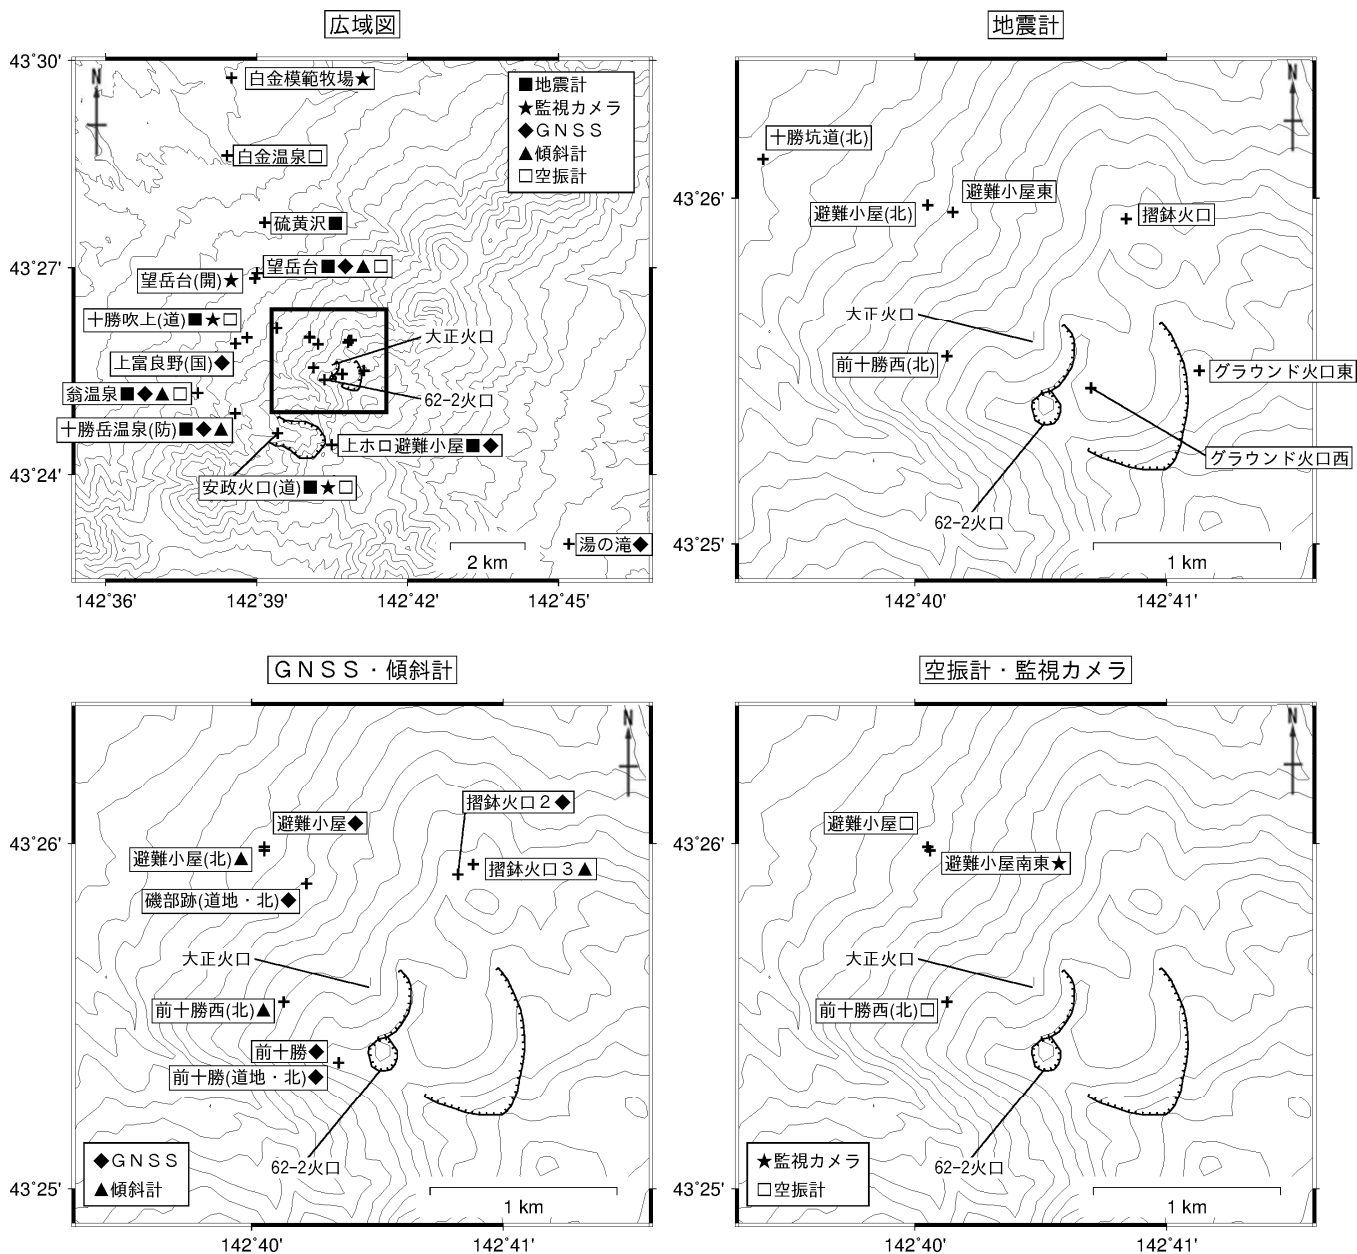 広域図
43°30'
N
白金模範牧場★
■地震計
★監視カメラ
◆ＧＮＳＳ
▲傾斜計
□空振計
白金温泉□
硫黄沢■
43°27'
望岳台■◆▲□
望岳台(開)★
十勝吹上(道)■★□
大正火口
上富良野(国)◆
翁温泉■◆▲□
62-2火口
十勝岳温泉(防)■◆▲
上ホロ避難小屋■◆
43°24'
安政火口(道)■★□
湯の滝◆
2 km
142°36'
142°39'
142°42'
142°45'
地震計
N
十勝坑道(北)
43°26'
避難小屋東
避難小屋(北)
摺鉢火口
大正火口
前十勝西(北)
グラウンド火口東
グラウンド火口西
62-2火口
43°25'
1 km
142°40'
142°41'
ＧＮＳＳ・傾斜計
N
摺鉢火口２◆
避難小屋◆
43°26'
避難小屋(北)▲
摺鉢火口３▲
磯部跡(道地・北)◆
大正火口
前十勝西(北)▲
前十勝◆
前十勝(道地・北)◆
62-2火口
◆ＧＮＳＳ
▲傾斜計
43°25'
1 km
142°40'
142°41'
空振計・監視カメラ
N
避難小屋□
43°26'
避難小屋南東★
大正火口
前十勝西(北)□
62-2火口
★監視カメラ
□空振計
43°25'
1 km
142°40'
142°41'